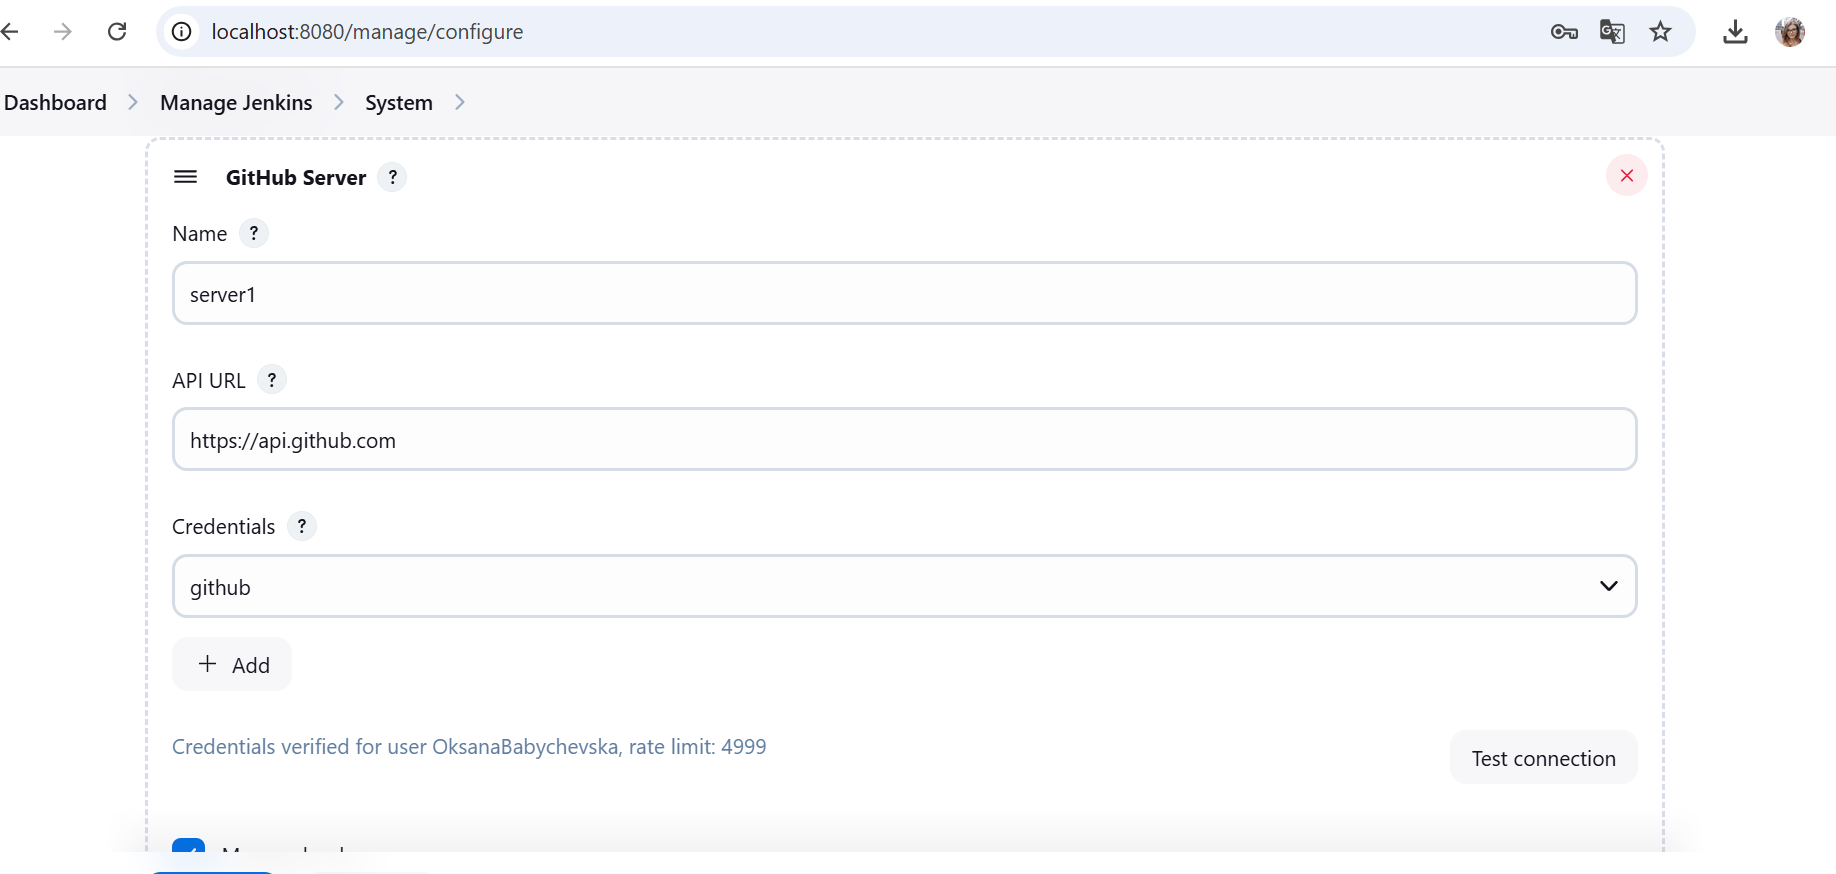 localhost:8080/manage/configure
Dashboard > Manage Jenkins > System >
GitHub Server ?
Name ?
server1
API URL ?
https://api.github.com
Credentials ?
github
+ Add
Credentials verified for user OksanaBabychevska, rate limit: 4999
Test connection